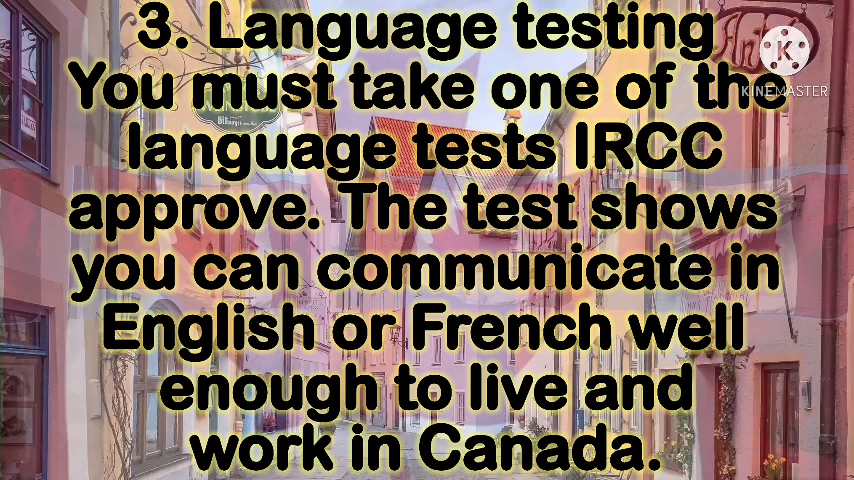 3. Language testing
You must take one of the
language tests IRCC
approve. The test shows
you can communicate in
English or French well
enough to live and
work in Canada.
KINEMASTER